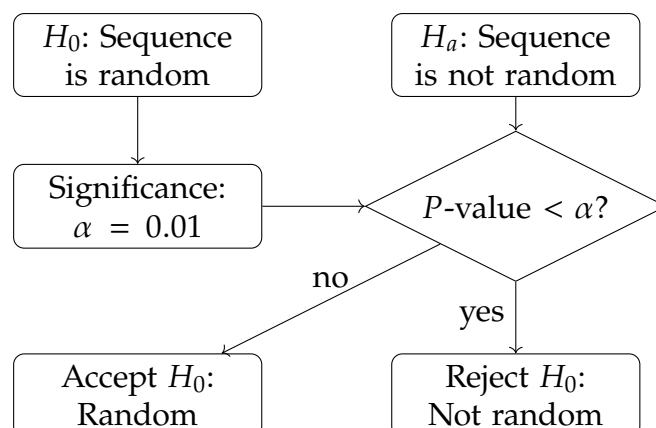 H₀: Sequence
is random
Hₐ: Sequence
is not random
Significance:
α = 0.01
P-value < α?
no
yes
Accept H₀:
Random
Reject H₀:
Not random